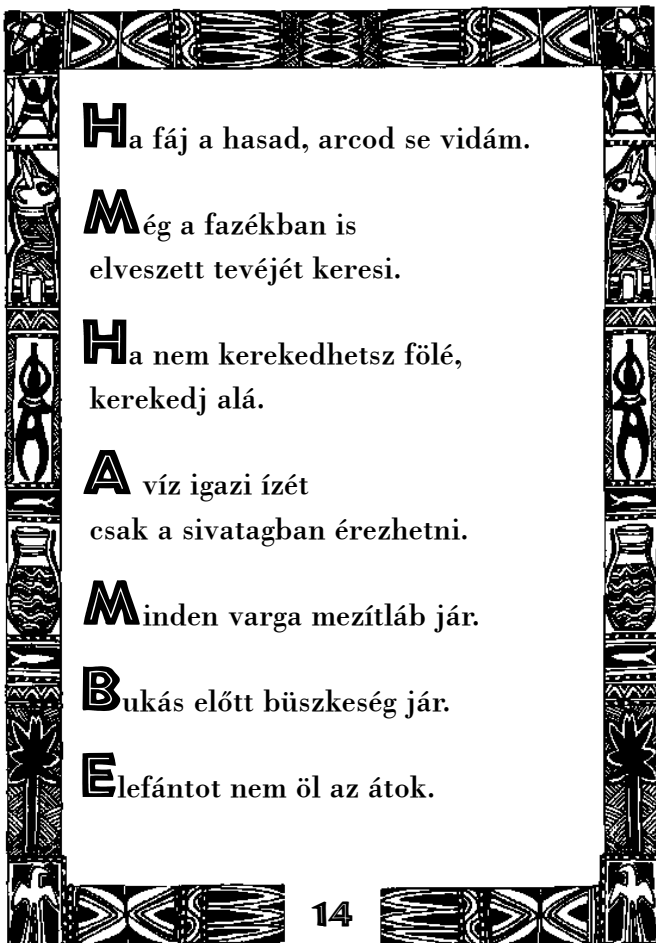 Ha fáj a hasad, arcod se vidám.
Még a fazékban is
elveszett tevéjét keresi.
Ha nem kerekedhetsz fölé,
kerekedj alá.
A víz igazi ízét
csak a sivatagban érezhetni.
Minden varga mezítláb jár.
Bukás előtt büszkeség jár.
Elefántot nem öl az átok.
14